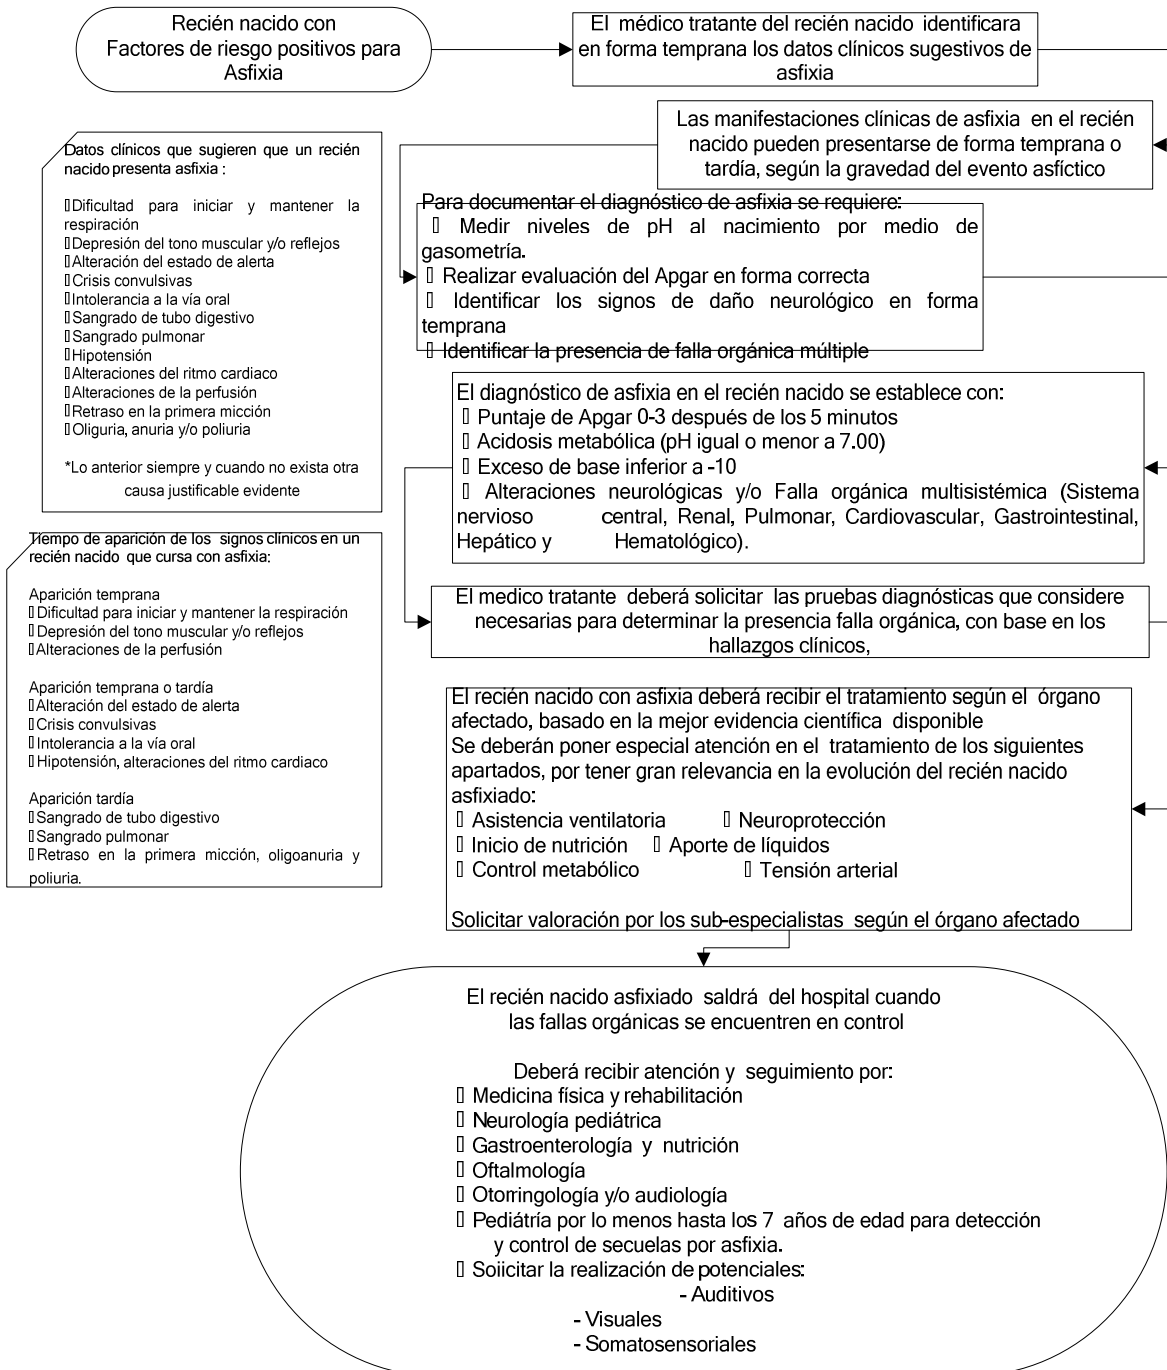 Recién nacido con
Factores de riesgo positivos para
Asfixia
El médico tratante del recién nacido identificara
en forma temprana los datos clínicos sugestivos de
asfixia
Las manifestaciones clínicas de asfixia en el recién
nacido pueden presentarse de forma temprana o
tardía, según la gravedad del evento asfíctico
Datos clínicos que sugieren que un recién
nacido presenta asfixia :
▯Dificultad para iniciar y mantener la
respiración
▯Depresión del tono muscular y/o reflejos
▯Alteración del estado de alerta
▯Crisis convulsivas
▯Intolerancia a la vía oral
▯Sangrado de tubo digestivo
▯Sangrado pulmonar
▯Hipotensión
▯Alteraciones del ritmo cardiaco
▯Alteraciones de la perfusión
▯Retraso en la primera micción
▯Oliguria, anuria y/o poliuria
*Lo anterior siempre y cuando no exista otra
causa justificable evidente
Para documentar el diagnóstico de asfixia se requiere:
▯ Medir niveles de pH al nacimiento por medio de
gasometría.
▯ Realizar evaluación del Apgar en forma correcta
▯ Identificar los signos de daño neurológico en forma
temprana
▯ Identificar la presencia de falla orgánica múltiple
El diagnóstico de asfixia en el recién nacido se establece con:
▯ Puntaje de Apgar 0-3 después de los 5 minutos
▯ Acidosis metabólica (pH igual o menor a 7.00)
▯ Exceso de base inferior a -10
▯ Alteraciones neurológicas y/o Falla orgánica multisistémica (Sistema
nervioso central, Renal, Pulmonar, Cardiovascular, Gastrointestinal,
Hepático y Hematológico).
Tiempo de aparición de los signos clínicos en un
recién nacido que cursa con asfixia:
Aparición temprana
▯Dificultad para iniciar y mantener la respiración
▯Depresión del tono muscular y/o reflejos
▯Alteraciones de la perfusión
Aparición temprana o tardía
▯Alteración del estado de alerta
▯Crisis convulsivas
▯Intolerancia a la vía oral
▯Hipotensión, alteraciones del ritmo cardiaco
Aparición tardía
▯Sangrado de tubo digestivo
▯Sangrado pulmonar
▯Retraso en la primera micción, oligoanuria y
poliuria.
El medico tratante deberá solicitar las pruebas diagnósticas que considere
necesarias para determinar la presencia falla orgánica, con base en los
hallazgos clínicos,
El recién nacido con asfixia deberá recibir el tratamiento según el órgano
afectado, basado en la mejor evidencia científica disponible
Se deberán poner especial atención en el tratamiento de los siguientes
apartados, por tener gran relevancia en la evolución del recién nacido
asfixiado:
▯ Asistencia ventilatoria ▯ Neuroprotección
▯ Inicio de nutrición ▯ Aporte de líquidos
▯ Control metabólico ▯ Tensión arterial
Solicitar valoración por los sub-especialistas según el órgano afectado
El recién nacido asfixiado saldrá del hospital cuando
las fallas orgánicas se encuentren en control
Deberá recibir atención y seguimiento por:
▯ Medicina física y rehabilitación
▯ Neurología pediátrica
▯ Gastroenterología y nutrición
▯ Oftalmología
▯ Otorringología y/o audiología
▯ Pediátría por lo menos hasta los 7 años de edad para detección
y control de secuelas por asfixia.
▯ Soiicitar la realización de potenciales:
- Auditivos
- Visuales
- Somatosensoriales